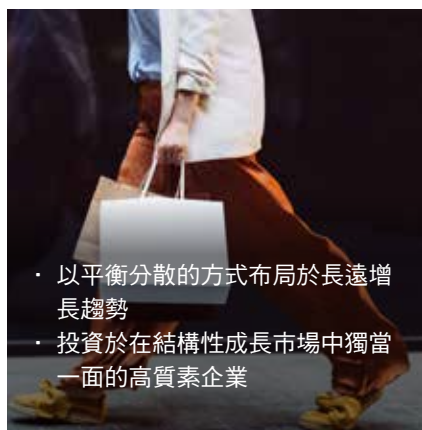 · 以平衡分散的方式布局於長遠增
長趨勢
· 投資於在結構性成長市場中獨當
一面的高質素企業